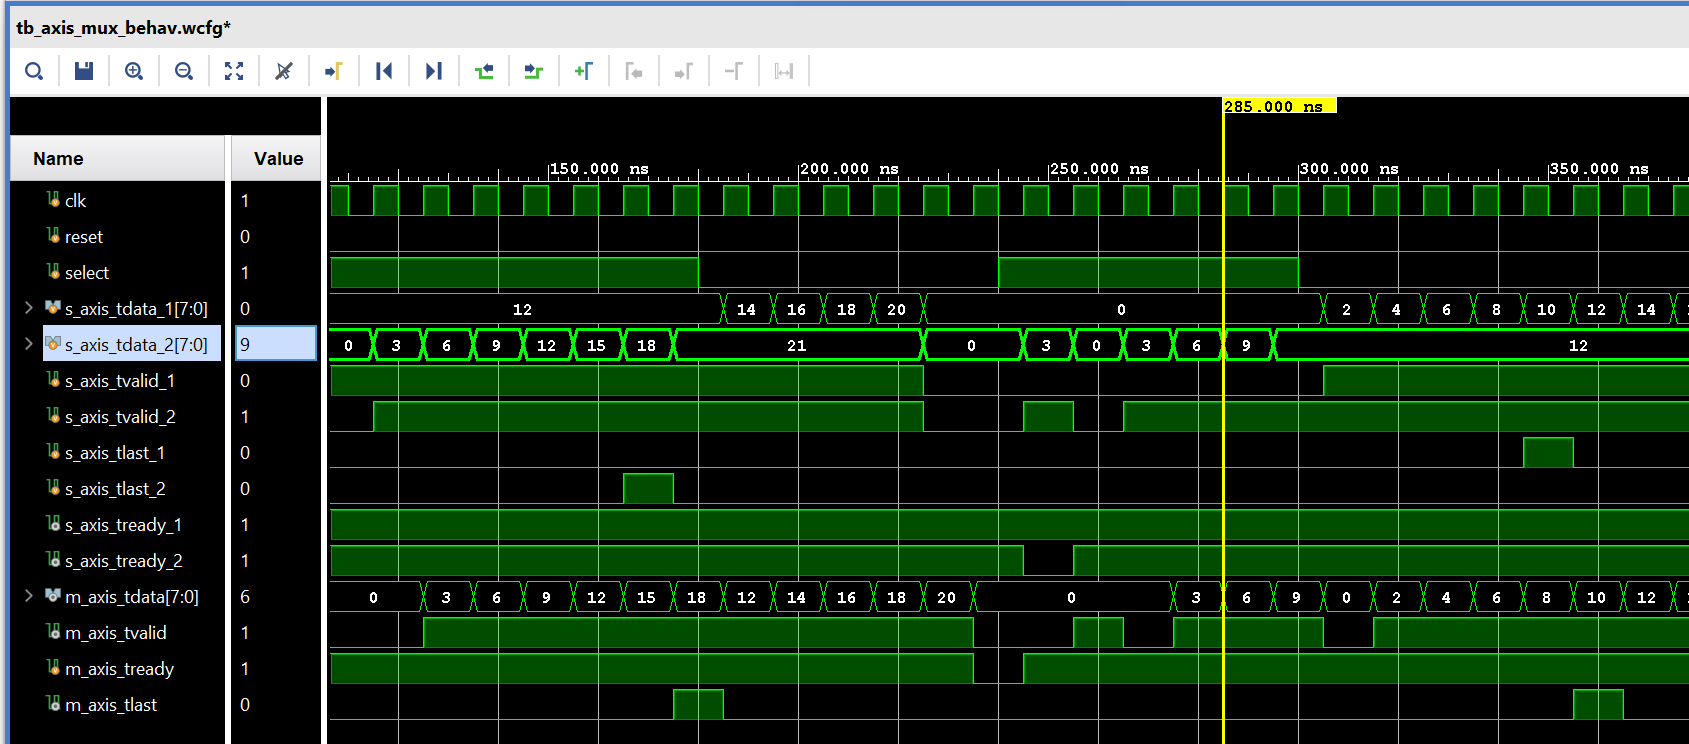 tb_axis_mux_behav.wcfg*
285.000 ns
Name Value
150.000 ns 200.000 ns 250.000 ns 300.000 ns 350.000 ns
clk 1
reset 0
select 1
s_axis_tdata_1[7:0] 0 12 14 16 18 20 0 2 4 6 8 10 12 14
s_axis_tdata_2[7:0] 9 0 3 6 9 12 15 18 21 0 3 0 3 6 9 12
s_axis_tvalid_1 0
s_axis_tvalid_2 1
s_axis_tlast_1 0
s_axis_tlast_2 0
s_axis_tready_1 1
s_axis_tready_2 1
m_axis_tdata[7:0] 6 0 3 6 9 12 15 18 12 14 16 18 20 0 3 6 9 0 2 4 6 8 10 12
m_axis_tvalid 1
m_axis_tready 1
m_axis_tlast 0